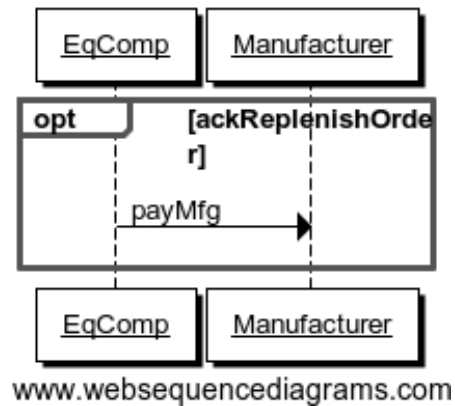 EqComp Manufacturer
opt [ackReplenishOrde
r]
payMfg
EqComp Manufacturer
www.websequencediagrams.com